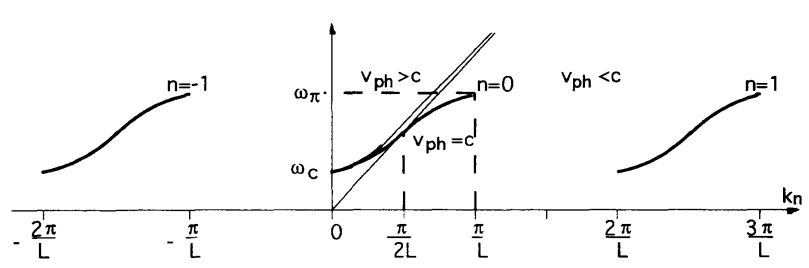 v_ph>c
v_ph<c
n=-1
n=0
n=1
ω_π
v_ph=c
ω_c
k_n
- 2π/L
- π/L
0
π/2L
π/L
2π/L
3π/L